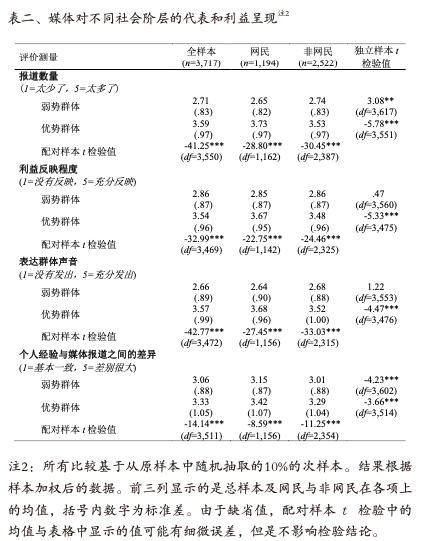 表二、媒体对不同社会阶层的代表和利益呈现注2
评价测量 全样本 网民 非网民 独立样本 t
(n=3,717) (n=1,194) (n=2,522) 检验值
报道数量
(1=太少了，5=太多了)
弱势群体 2.71 2.65 2.74 3.08**
(.83) (.82) (.83) (df=3,617)
优势群体 3.59 3.73 3.53 -5.78***
(.97) (.97) (.97) (df=3,551)
配对样本 t 检验值 -41.25*** -28.80*** -30.45***
(df=3,550) (df=1,162) (df=2,387)
利益反映程度
(1=没有反映，5=充分反映)
弱势群体 2.86 2.85 2.86 .47
(.87) (.87) (.87) (df=3,560)
优势群体 3.54 3.67 3.48 -5.33***
(.96) (.95) (.96) (df=3,475)
配对样本 t 检验值 -32.99*** -22.75*** -24.46***
(df=3,469) (df=1,142) (df=2,325)
表达群体声音
(1=没有发出，5=充分发出)
弱势群体 2.66 2.64 2.68 1.22
(.89) (.90) (.88) (df=3,553)
优势群体 3.57 3.68 3.52 -4.47***
(.99) (.96) (1.00) (df=3,476)
配对样本 t 检验值 -42.77*** -27.45*** -33.03***
(df=3,472) (df=1,156) (df=2,315)
个人经验与媒体报道之间的差异
(1=基本一致，5=差别很大)
弱势群体 3.06 3.15 3.01 -4.23***
(.88) (.87) (.88) (df=3,602)
优势群体 3.33 3.42 3.29 -3.66***
(1.05) (1.07) (1.04) (df=3,514)
配对样本 t 检验值 -14.14*** -8.59*** -11.25***
(df=3,511) (df=1,156) (df=2,354)
注2：所有比较基于从原样本中随机抽取的10%的次样本。结果根据
样本加权后的数据。前三列显示的是总样本及网民与非网民在各项上
的均值，括号内数字为标准差。由于缺省值，配对样本 t 检验中的
均值与表格中显示的值可能有细微误差，但是不影响检验结论。